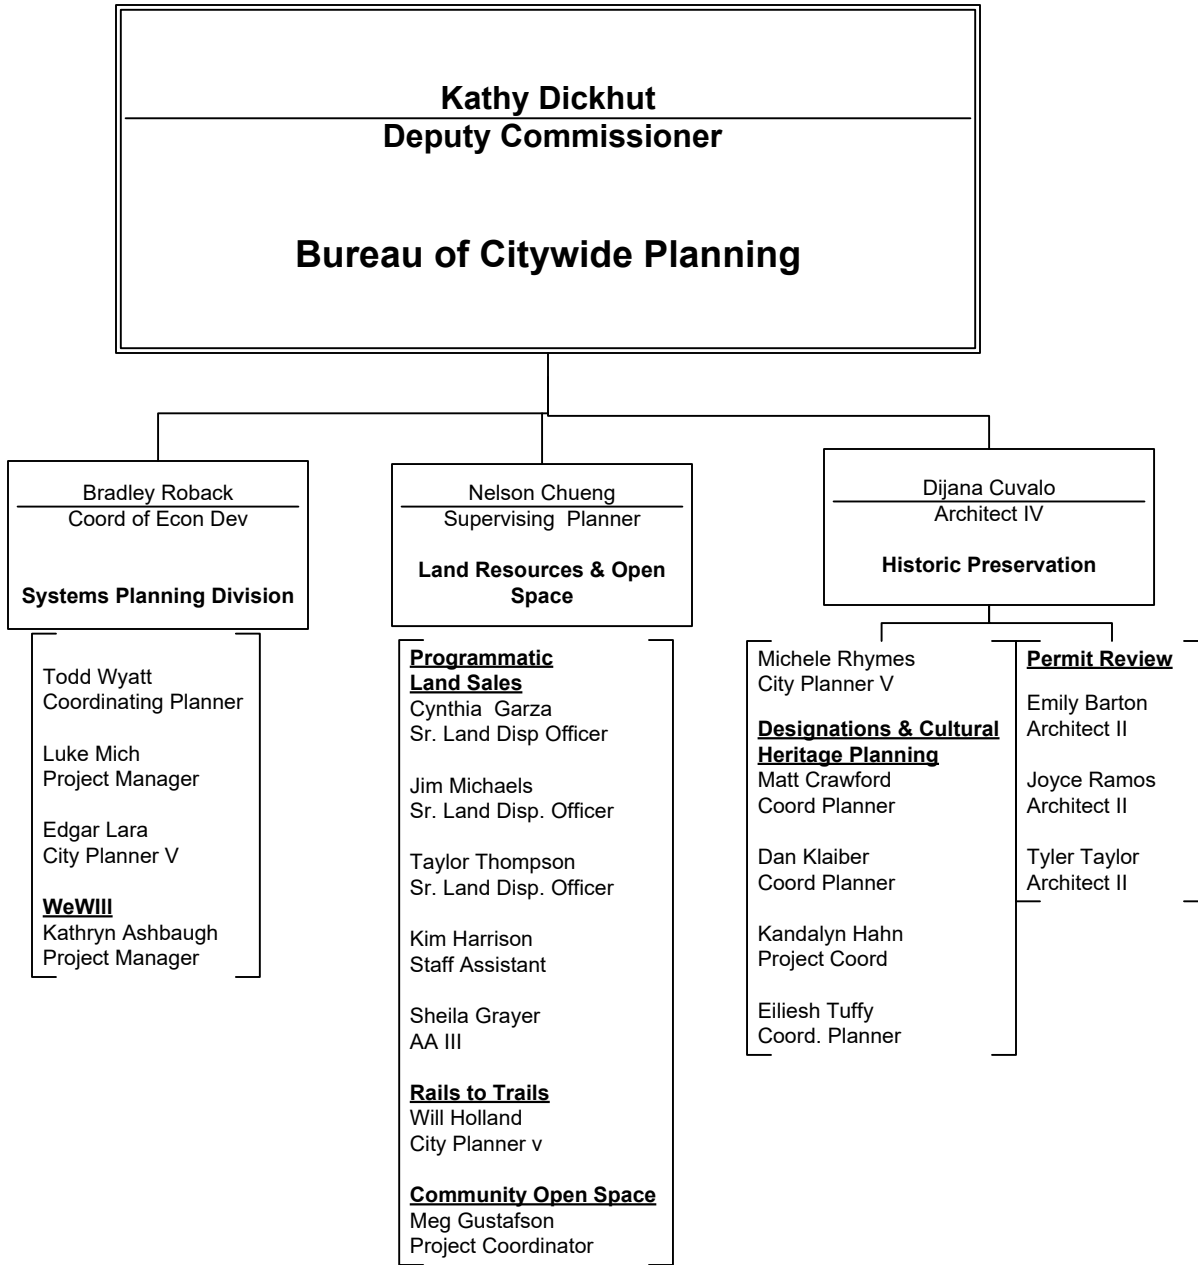 Kathy Dickhut
Deputy Commissioner
Bureau of Citywide Planning
Bradley Roback
Coord of Econ Dev
Systems Planning Division
Todd Wyatt
Coordinating Planner
Luke Mich
Project Manager
Edgar Lara
City Planner V
WeWIll
Kathryn Ashbaugh
Project Manager
Nelson Chueng
Supervising Planner
Land Resources & Open
Space
Programmatic
Land Sales
Cynthia Garza
Sr. Land Disp Officer
Jim Michaels
Sr. Land Disp. Officer
Taylor Thompson
Sr. Land Disp. Officer
Kim Harrison
Staff Assistant
Sheila Grayer
AA III
Rails to Trails
Will Holland
City Planner v
Community Open Space
Meg Gustafson
Project Coordinator
Dijana Cuvalo
Architect IV
Historic Preservation
Michele Rhymes
City Planner V
Designations & Cultural
Heritage Planning
Matt Crawford
Coord Planner
Dan Klaiber
Coord Planner
Kandalyn Hahn
Project Coord
Eiliesh Tuffy
Coord. Planner
Permit Review
Emily Barton
Architect II
Joyce Ramos
Architect II
Tyler Taylor
Architect II